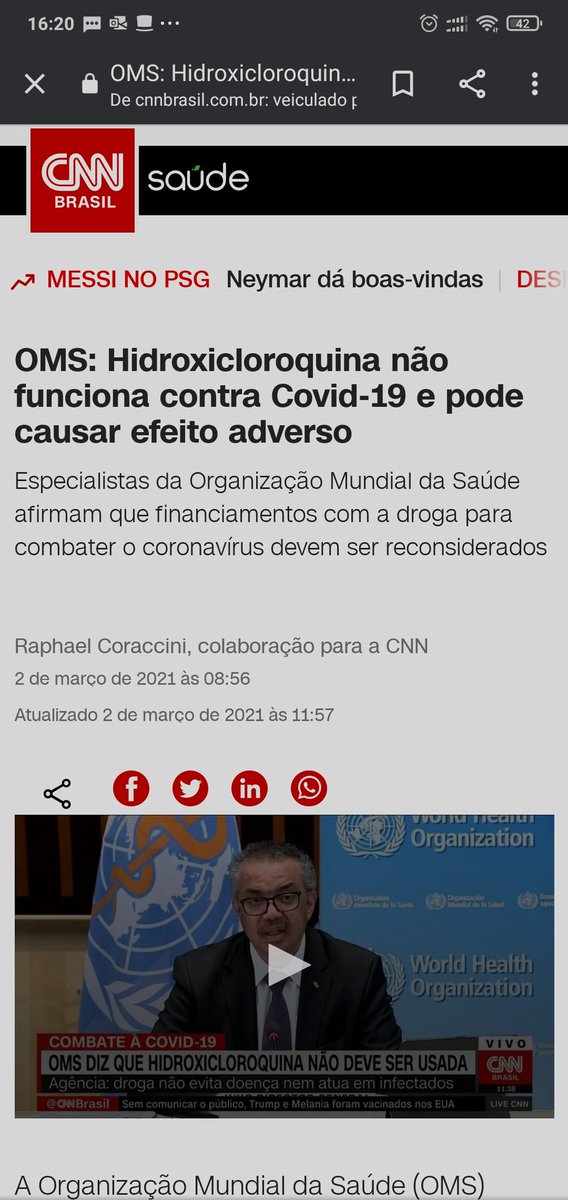 16:20
42
OMS: Hidroxicloroquin...
De cnnbrasil.com.br: veiculado p
CNN
BRASIL
saúde
MESSI NO PSG Neymar dá boas-vindas | DES
OMS: Hidroxicloroquina não
funciona contra Covid-19 e pode
causar efeito adverso
Especialistas da Organização Mundial da Saúde
afirmam que financiamentos com a droga para
combater o coronavírus devem ser reconsiderados
Raphael Coraccini, colaboração para a CNN
2 de março de 2021 às 08:56
Atualizado 2 de março de 2021 às 11:57
World Health
Organization
Organisation
mondiale de la Santé
Organización
Mundial de la Salud
World Health
Organization
COMBATE À COVID-19
VIVO
OMS DIZ QUE HIDROXICLOROQUINA NÃO DEVE SER USADA
CNN
BRASIL
Agência: droga não evita doença nem atua em infectados
11:38
@CNNBrasil Sem comunicar o público, Trump e Melania foram vacinados nos EUA
LIVE CNN
A Organização Mundial da Saúde (OMS)